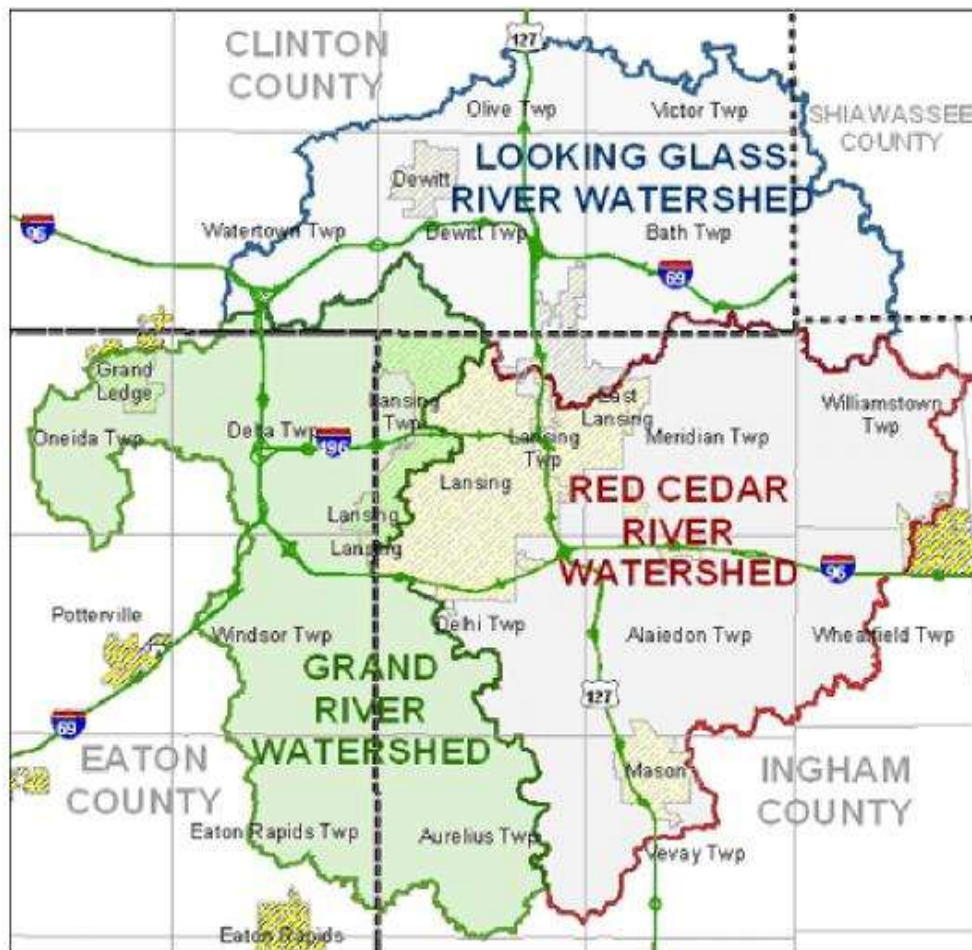 CLINTON
COUNTY
127
Olive Twp
Victor Twp
SHIAWASSEE
COUNTY
LOOKING GLASS
RIVER WATERSHED
Dewitt
96
Watertown Twp
Dewitt Twp
Bath Twp
69
Grand
Ledge
Lansing
Twp
East
Lansing
Williamstown
Twp
Oneida Twp
Delta Twp
496
Lansing
Twp
Meridian Twp
Lansing
RED CEDAR
RIVER
WATERSHED
Lansing
Lansing
96
Potterville
Windsor Twp
Delhi Twp
Alaiedon Twp
Wheatfield Twp
GRAND
RIVER
WATERSHED
127
69
EATON
COUNTY
Mason
INGHAM
COUNTY
Eaton Rapids Twp
Aurelius Twp
Vevay Twp
Eaton Rapids